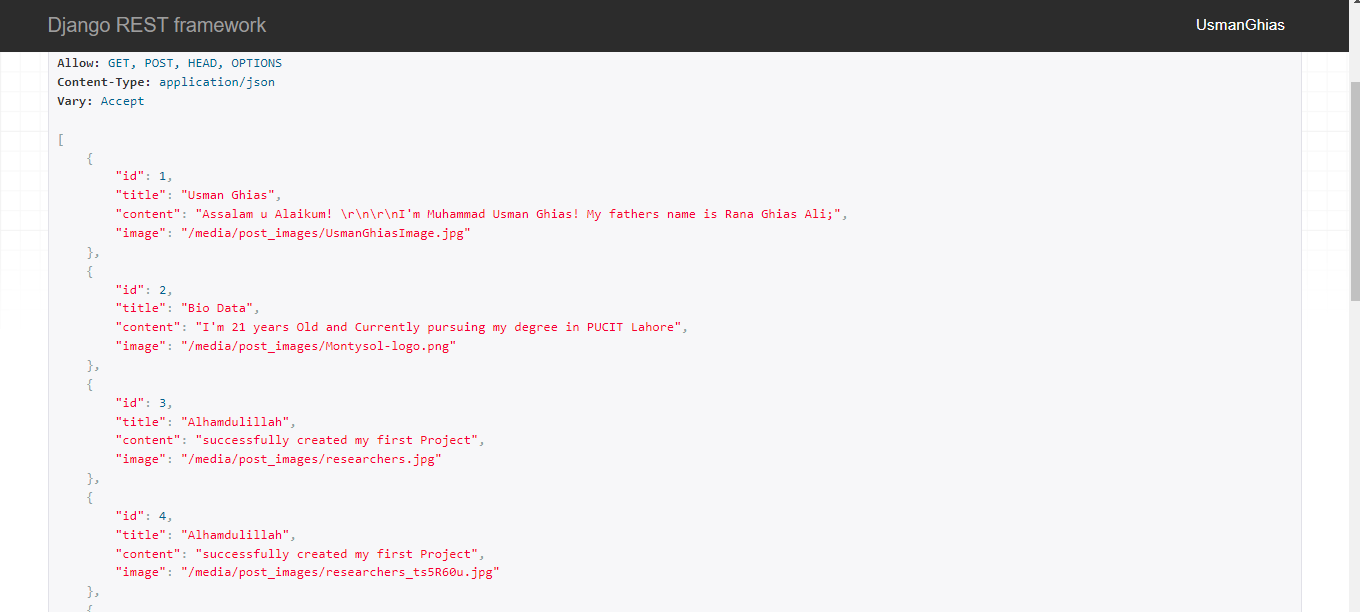 Django REST framework
UsmanGhias
Allow: GET, POST, HEAD, OPTIONS
Content-Type: application/json
Vary: Accept
[
{
"id": 1,
"title": "Usman Ghias",
"content": "Assalam u Alaikum! \r\n\r\nI'm Muhammad Usman Ghias! My fathers name is Rana Ghias Ali;",
"image": "/media/post_images/UsmanGhiasImage.jpg"
},
{
"id": 2,
"title": "Bio Data",
"content": "I'm 21 years Old and Currently pursuing my degree in PUCIT Lahore",
"image": "/media/post_images/Montysol-logo.png"
},
{
"id": 3,
"title": "Alhamdulillah",
"content": "successfully created my first Project",
"image": "/media/post_images/researchers.jpg"
},
{
"id": 4,
"title": "Alhamdulillah",
"content": "successfully created my first Project",
"image": "/media/post_images/researchers_ts5R60u.jpg"
},
{